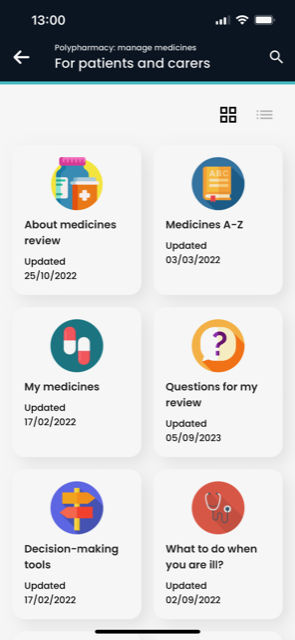 13:00
Polypharmacy: manage medicines
For patients and carers
ABC
About medicines
review
Updated
25/10/2022
Medicines A-Z
Updated
03/03/2022
?
My medicines
Updated
17/02/2022
Questions for my
review
Updated
05/09/2023
Decision-making
tools
Updated
17/02/2022
What to do when
you are ill?
Updated
02/09/2022